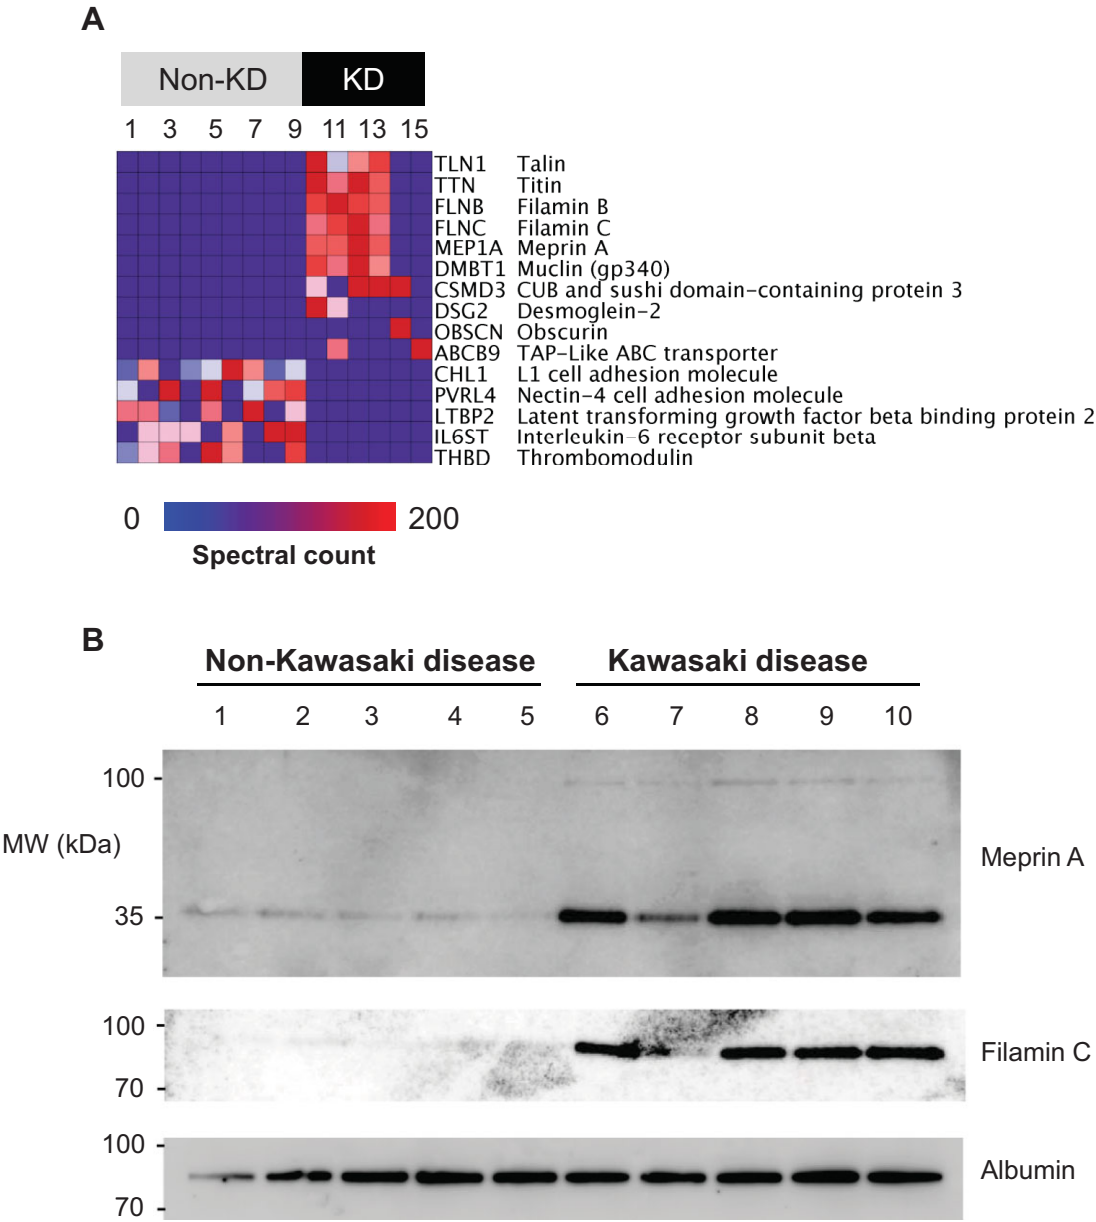 A
Non-KD KD
1 3 5 7 9 11 13 15
TLN1 Talin
TTN Titin
FLNB Filamin B
FLNC Filamin C
MEP1A Meprin A
DMBT1 Muclin (gp340)
CSMD3 CUB and sushi domain-containing protein 3
DSG2 Desmoglein-2
OBSCN Obscurin
ABCB9 TAP-Like ABC transporter
CHL1 L1 cell adhesion molecule
PVRL4 Nectin-4 cell adhesion molecule
LTBP2 Latent transforming growth factor beta binding protein 2
IL6ST Interleukin-6 receptor subunit beta
THBD Thrombomodulin
0 200
Spectral count
B
Non-Kawasaki disease Kawasaki disease
1 2 3 4 5 6 7 8 9 10
100
MW (kDa)
Meprin A
35
100
Filamin C
70
100
Albumin
70